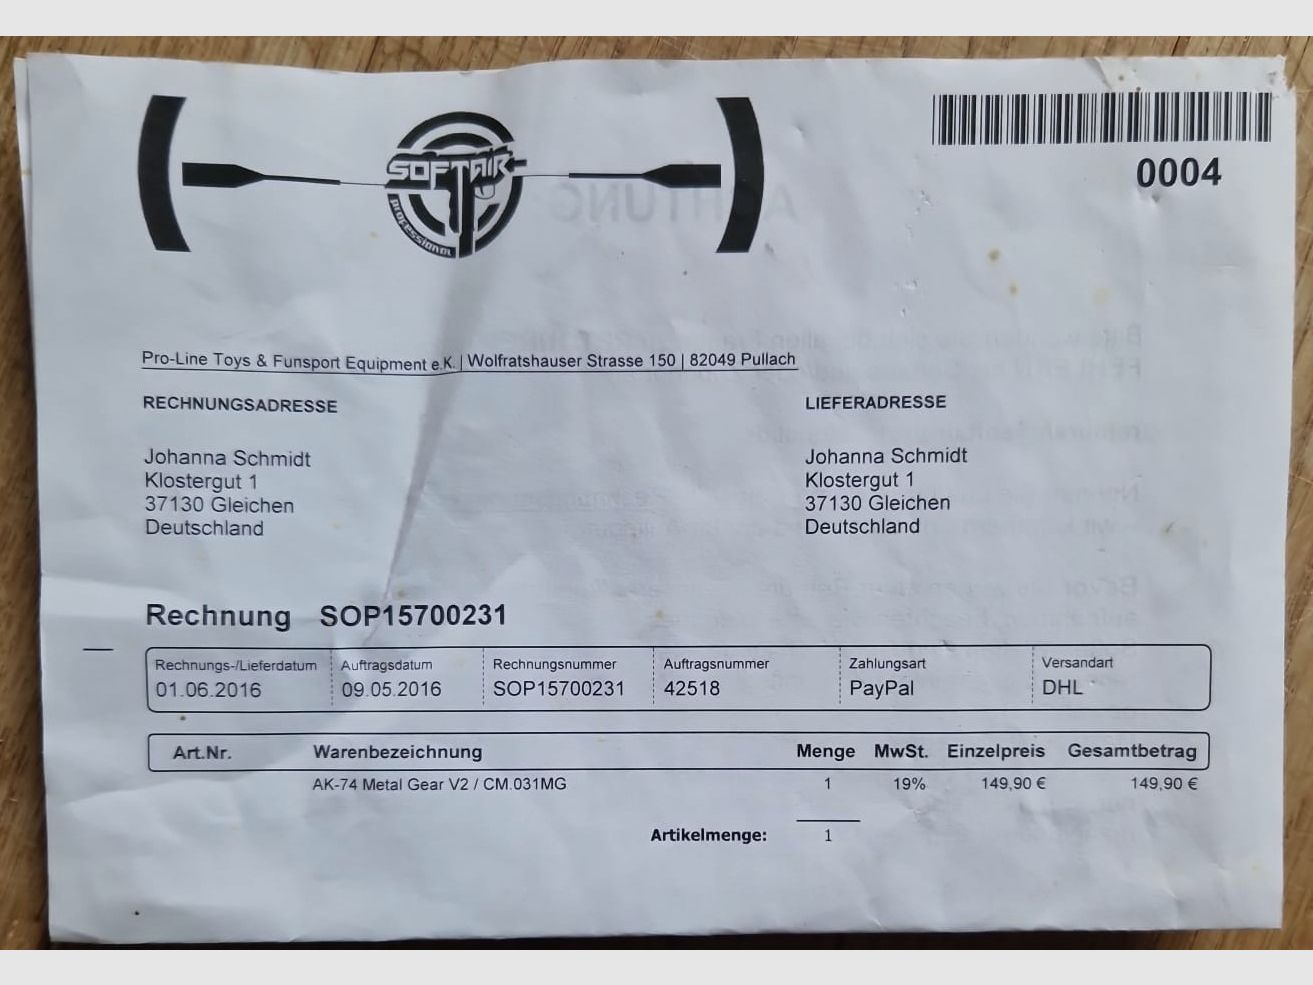 SOFTAIR
professional
0004
Pro-Line Toys & Funsport Equipment e.K. | Wolfratshauser Strasse 150 | 82049 Pullach
RECHNUNGSADRESSE
Johanna Schmidt
Klostergut 1
37130 Gleichen
Deutschland
LIEFERADRESSE
Johanna Schmidt
Klostergut 1
37130 Gleichen
Deutschland
Rechnung SOP15700231
Rechnungs-/Lieferdatum Auftragsdatum Rechnungsnummer Auftragsnummer Zahlungsart Versandart
01.06.2016 09.05.2016 SOP15700231 42518 PayPal DHL
Art.Nr. Warenbezeichnung Menge MwSt. Einzelpreis Gesamtbetrag
AK-74 Metal Gear V2 / CM.031MG 1 19% 149,90 € 149,90 €
Artikelmenge: 1